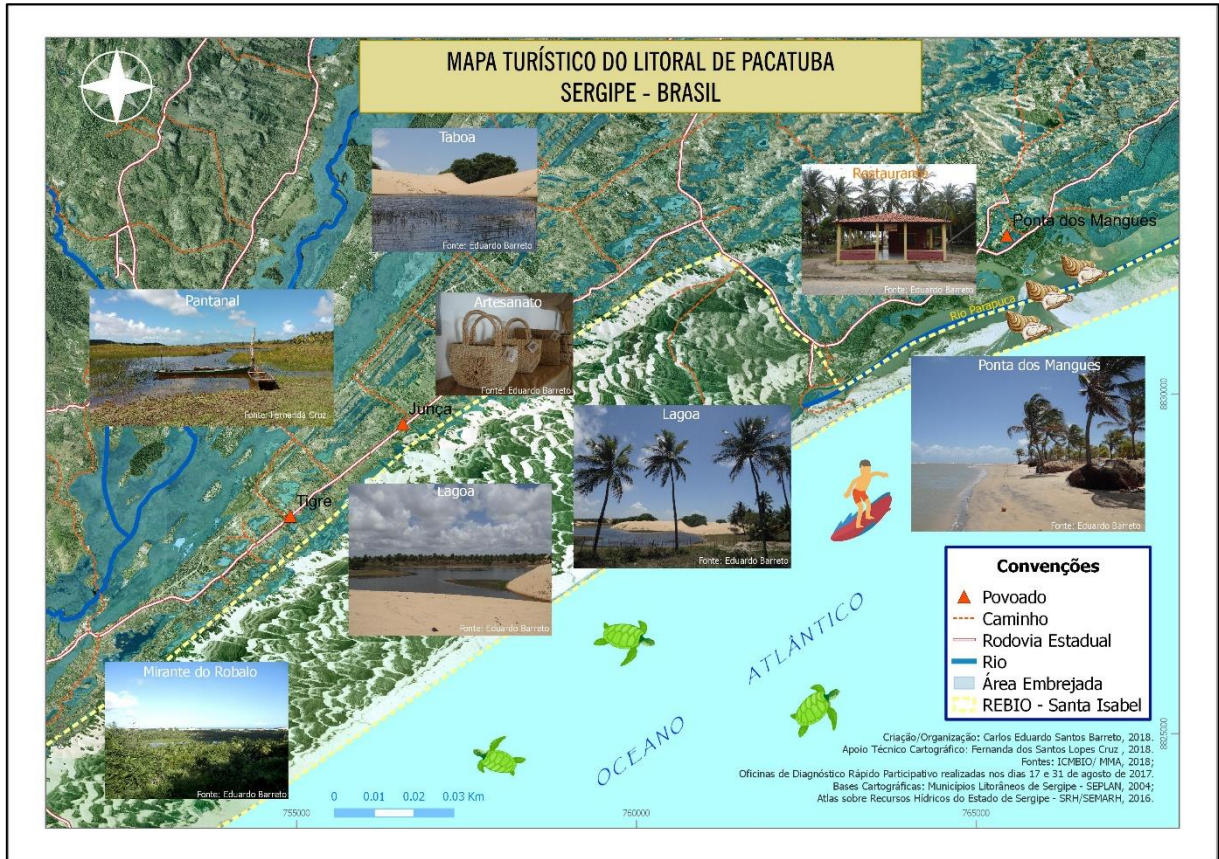 MAPA TURÍSTICO DO LITORAL DE PACATUBA
SERGIPE - BRASIL
Taboa
Fonte: Eduardo Barreto
Restaurante
Fonte: Eduardo Barreto
Ponta dos Mangues
Rio Parapuca
Pantanal
Fonte: Fernanda Cruz
Artesanato
Fonte: Eduardo Barreto
Junça
Tigre
Lagoa
Fonte: Eduardo Barreto
Lagoa
Fonte: Eduardo Barreto
Ponta dos Mangues
Fonte: Eduardo Barreto
Mirante do Robalo
Fonte: Eduardo Barreto
OCEANO ATLÂNTICO
Convenções
Povoado
Caminho
Rodovia Estadual
Rio
Área Embrejada
REBIO - Santa Isabel
Criação/Organização: Carlos Eduardo Santos Barreto, 2018.
Apoio Técnico Cartográfico: Fernanda dos Santos Lopes Cruz , 2018.
Fontes: ICMBIO/ MMA, 2018;
Oficinas de Diagnóstico Rápido Participativo realizadas nos dias 17 e 31 de agosto de 2017.
Bases Cartográficas: Municípios Litorâneos de Sergipe - SEPLAN, 2004;
Atlas sobre Recursos Hídricos do Estado de Sergipe - SRH/SEMARH, 2016.
0 0.01 0.02 0.03 Km
755000
760000
765000
8830000
8825000